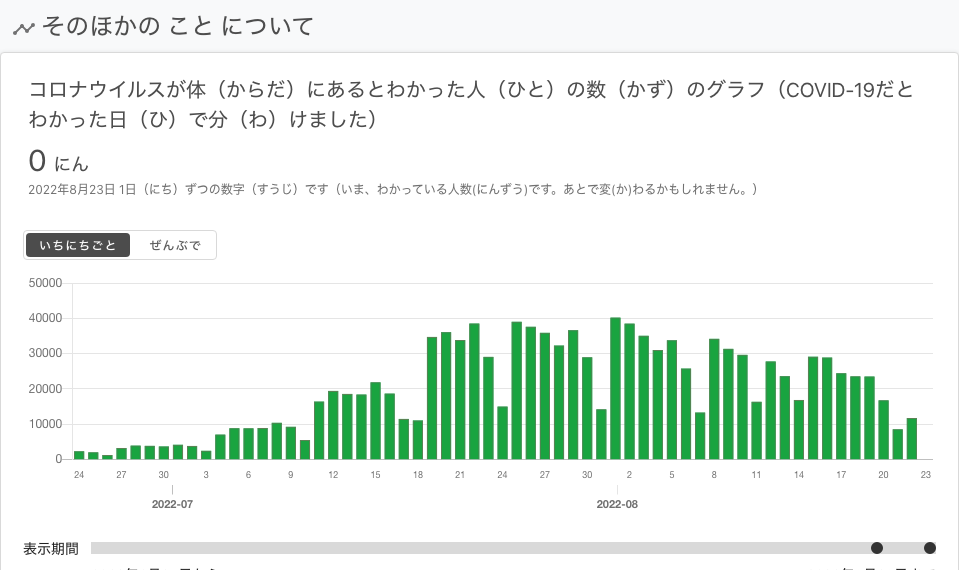 そのほかの こと について
コロナウイルスが体（からだ）にあるとわかった人（ひと）の数（かず）のグラフ（COVID-19だと
わかった日（ひ）で分（わ）けました）
0 にん
2022年8月23日 1日（にち）ずつの数字（すうじ）です（いま、わかっている人数(にんずう)です。あとで変(か)わるかもしれません。）
いちにちごと ぜんぶで
50000
40000
30000
20000
10000
0
24 27 30 3 6 9 12 15 18 21 24 27 30 2 5 8 11 14 17 20 23
2022-07 2022-08
表示期間